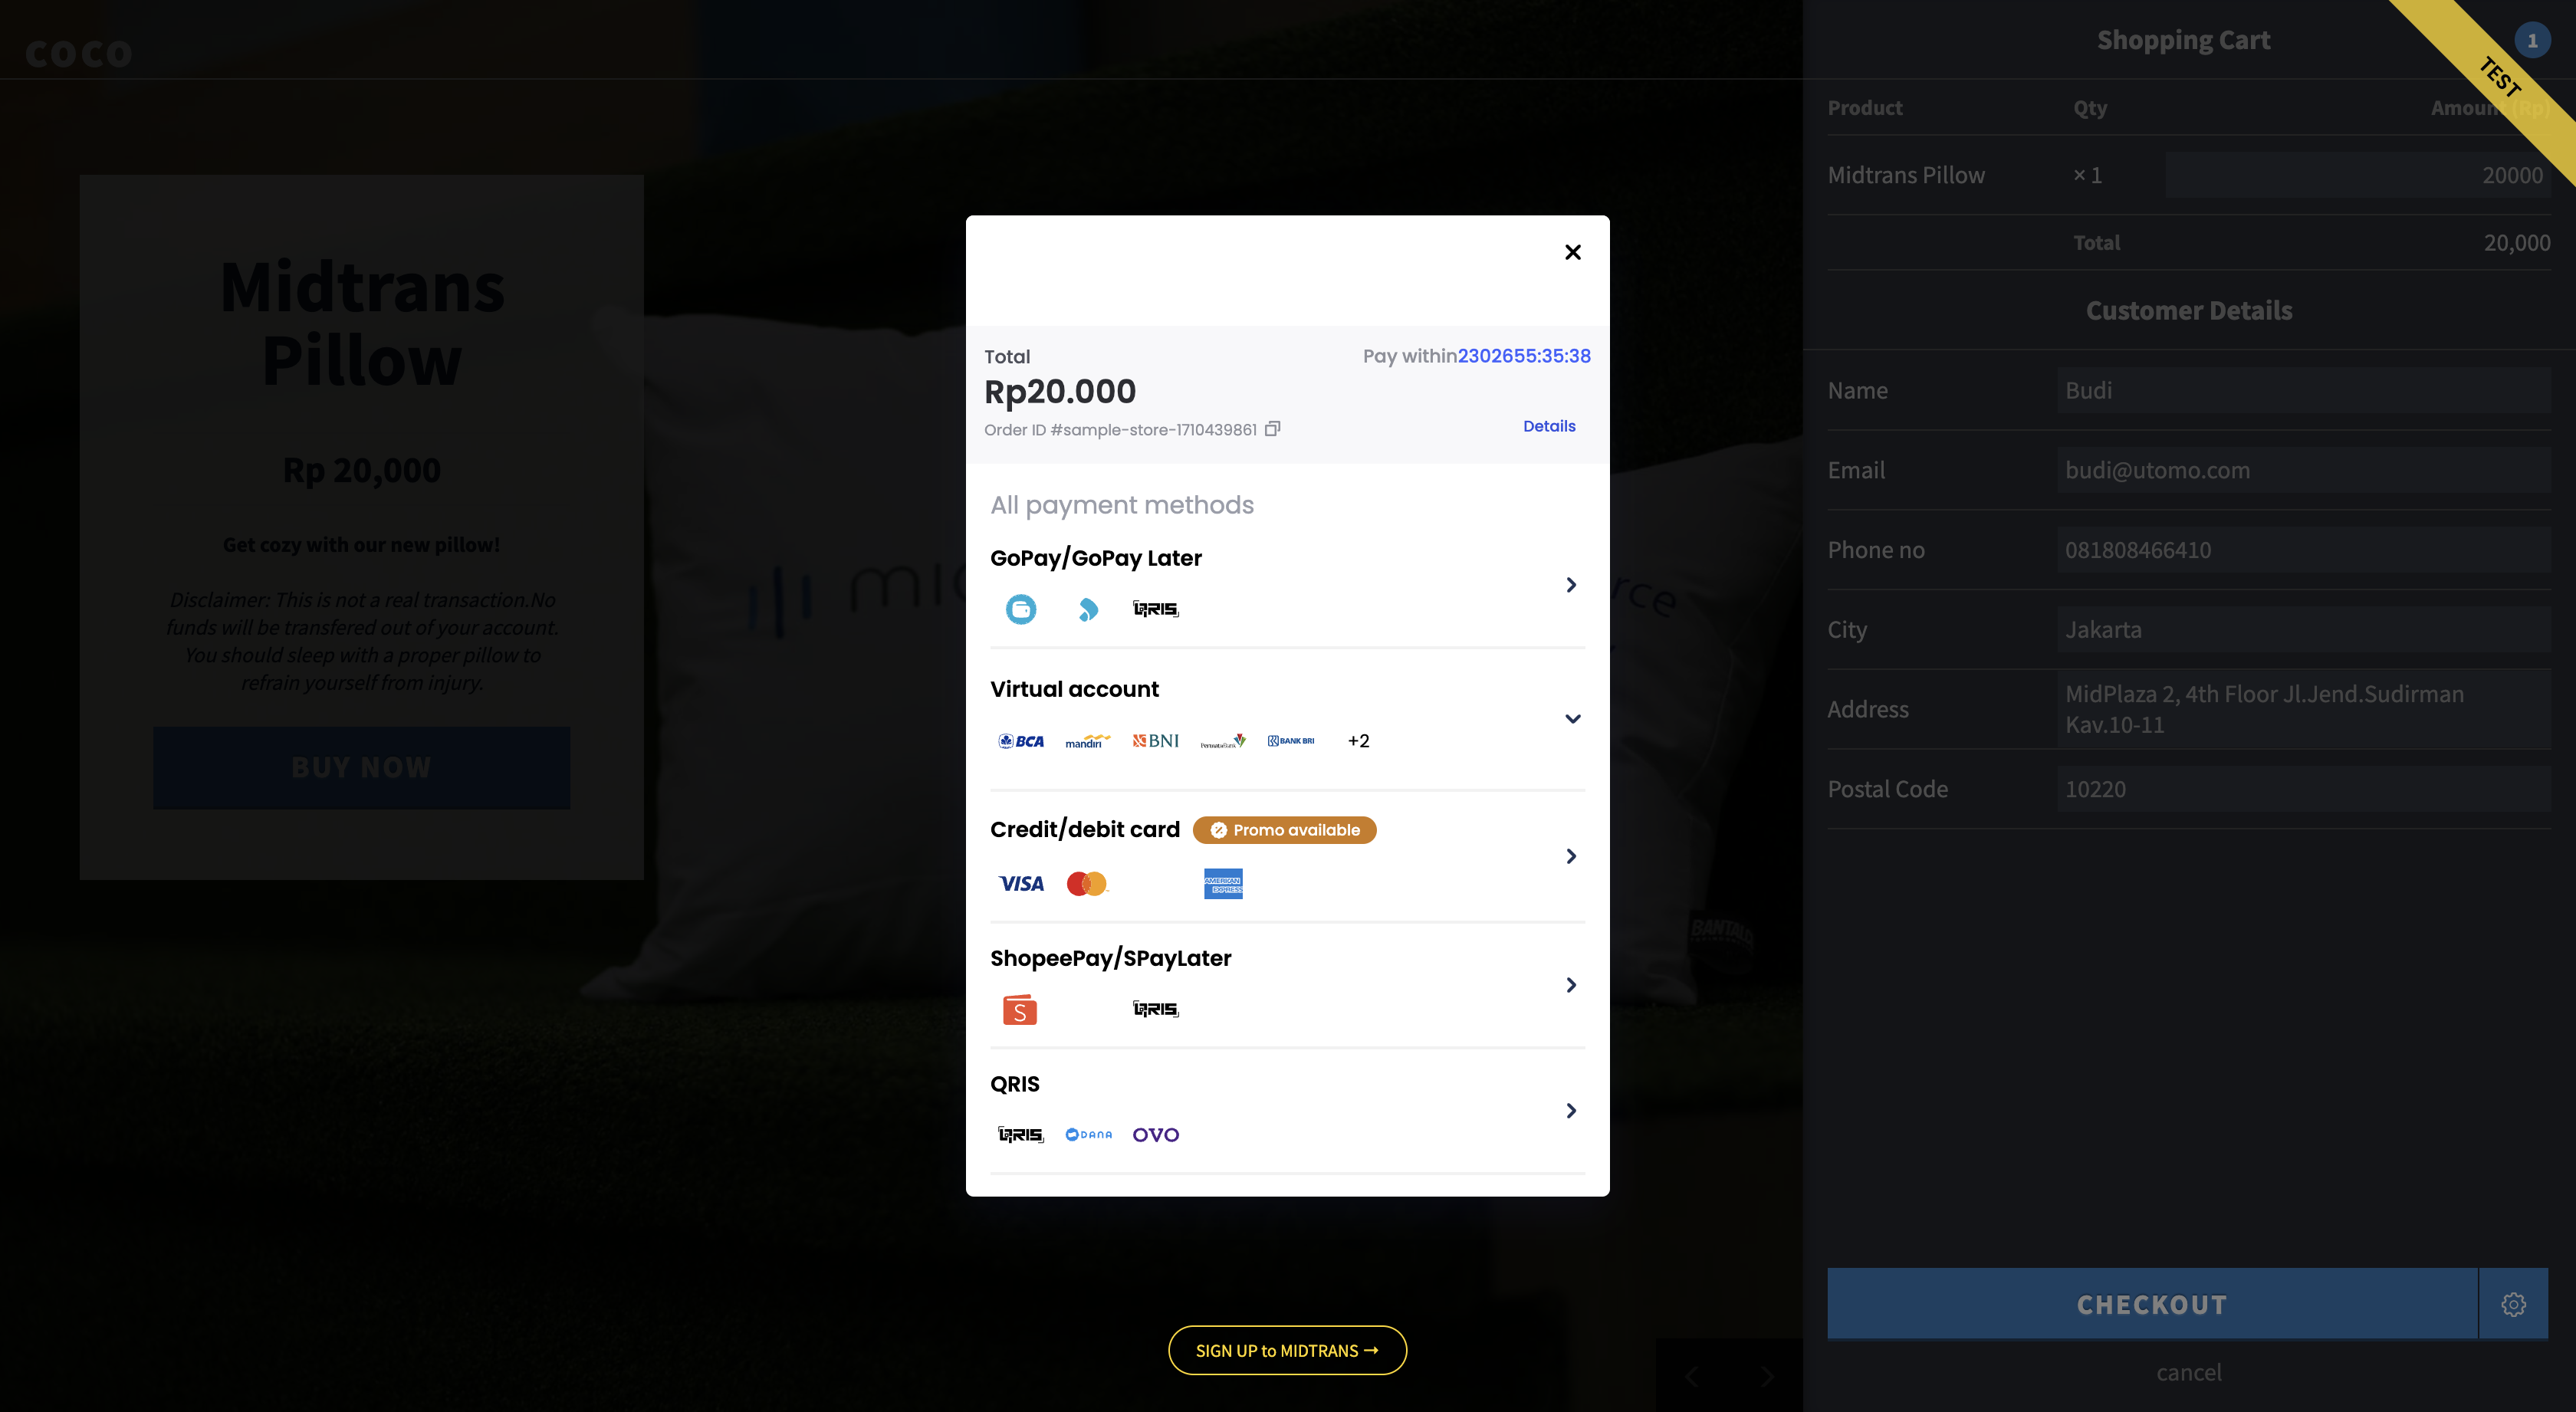 coco
Midtrans
Pillow
Rp 20,000
Get cozy with our new pillow!
Disclaimer: This is not a real transaction.No
funds will be transfered out of your account.
You should sleep with a proper pillow to
refrain yourself from injury.
BUY NOW
Total
Pay within2302655:35:38
Rp20.000
Order ID #sample-store-1710439861
Details
All payment methods
GoPay/GoPay Later
QRIS
Virtual account
BCA mandiri BNI PermataBank BANK BRI +2
Credit/debit card Promo available
VISA AMERICAN EXPRESS
ShopeePay/SPayLater
S QRIS
QRIS
QRIS DANA OVO
SIGN UP to MIDTRANS →
Shopping Cart 1
TEST
Product Qty Amount (Rp)
Midtrans Pillow × 1 20000
Total 20,000
Customer Details
Name Budi
Email budi@utomo.com
Phone no 081808466410
City Jakarta
Address MidPlaza 2, 4th Floor Jl.Jend.Sudirman
Kav.10-11
Postal Code 10220
CHECKOUT
cancel